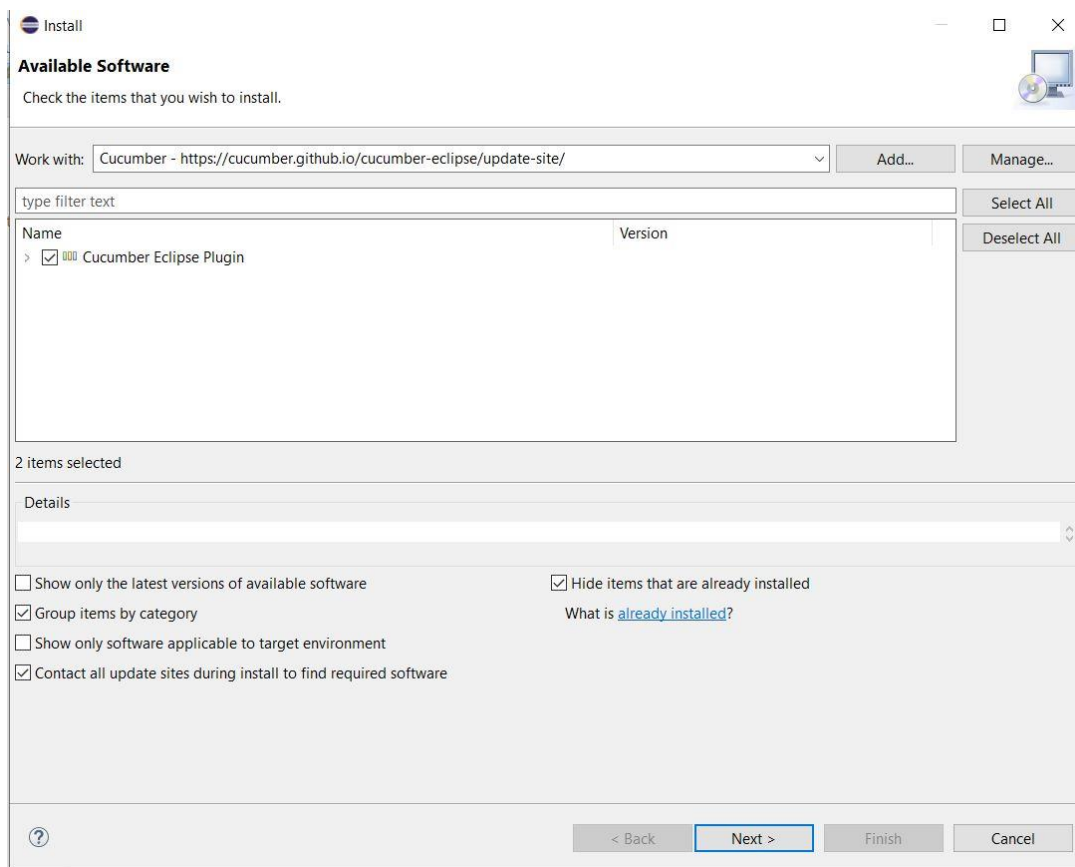 Install
Available Software
Check the items that you wish to install.
Work with: Cucumber - https://cucumber.github.io/cucumber-eclipse/update-site/ Add... Manage...
type filter text Select All
Name Version Deselect All
Cucumber Eclipse Plugin
2 items selected
Details
Show only the latest versions of available software Hide items that are already installed
Group items by category What is already installed?
Show only software applicable to target environment
Contact all update sites during install to find required software
? < Back Next > Finish Cancel